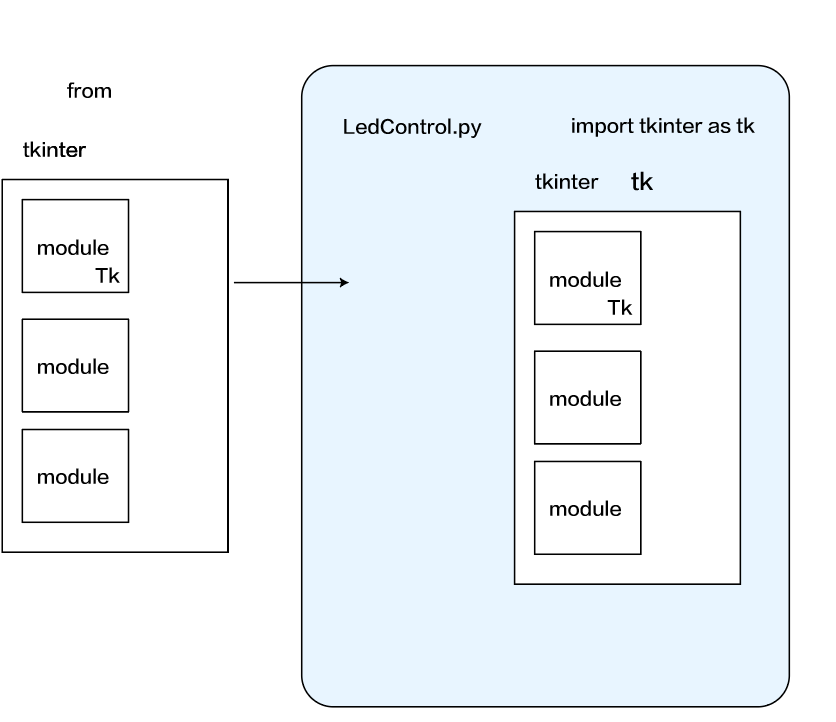 from
tkinter
module
Tk
module
module
LedControl.py
import tkinter as tk
tkinter tk
module
Tk
module
module